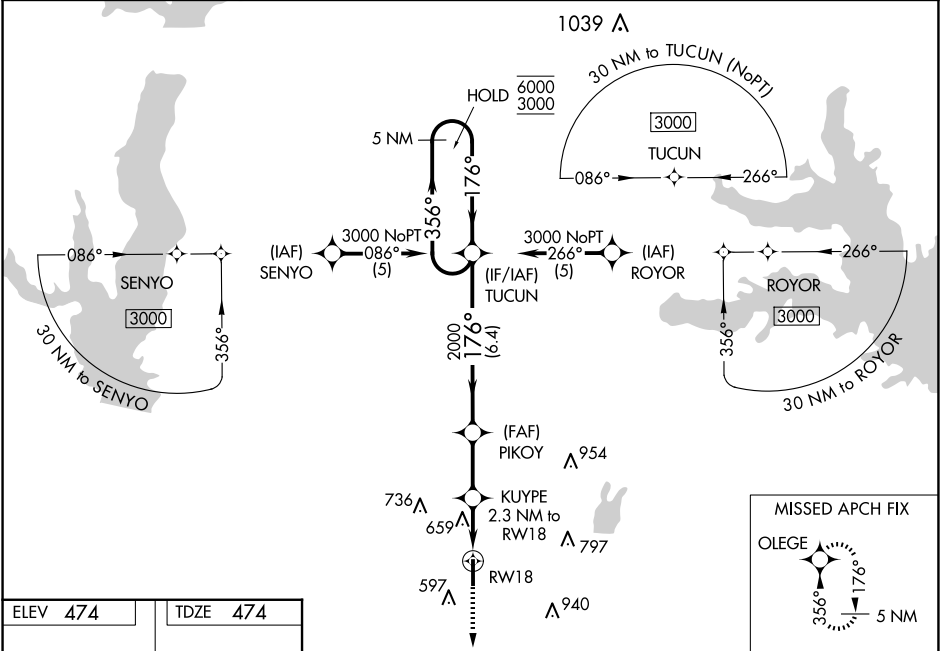 1039
30 NM to TUCUN (NoPT)
HOLD 6000
3000
5 NM
3000
TUCUN
086°
266°
356°
176°
086°
SENYO
3000
356°
30 NM to SENYO
(IAF)
SENYO
3000 NoPT
086°
(5)
(IF/IAF)
TUCUN
3000 NoPT
266°
(5)
(IAF)
ROYOR
266°
ROYOR
3000
356°
30 NM to ROYOR
2000
176°
(6.4)
(FAF)
PIKOY
954
736
659
KUYPE
2.3 NM to
RW18
797
RW18
597
940
MISSED APCH FIX
OLEGE
356°
176°
5 NM
ELEV 474
TDZE 474